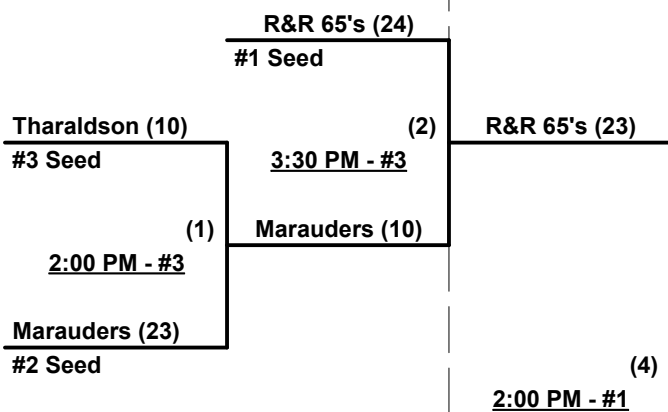 R&R 65's (24)
#1 Seed
Tharaldson (10)
(2)
R&R 65's (23)
#3 Seed
3:30 PM - #3
(1)
Marauders (10)
2:00 PM - #3
Marauders (23)
#2 Seed
(4)
2:00 PM - #1